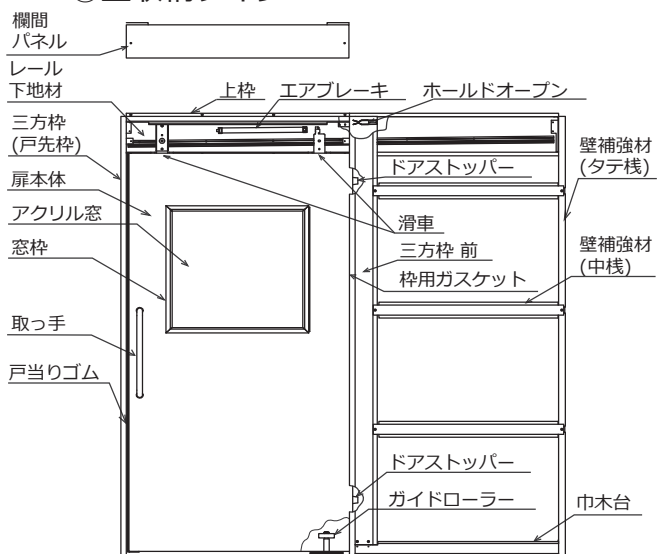 欄間
パネル
レール
下地材
上枠
エアブレーキ
ホールドオープン
三方枠
(戸先枠)
ドアストッパー
壁補強材
(タテ桟)
扉本体
アクリル窓
滑車
窓枠
三方枠 前
枠用ガスケット
壁補強材
(中桟)
取っ手
戸当りゴム
ドアストッパー
ガイドローラー
巾木台